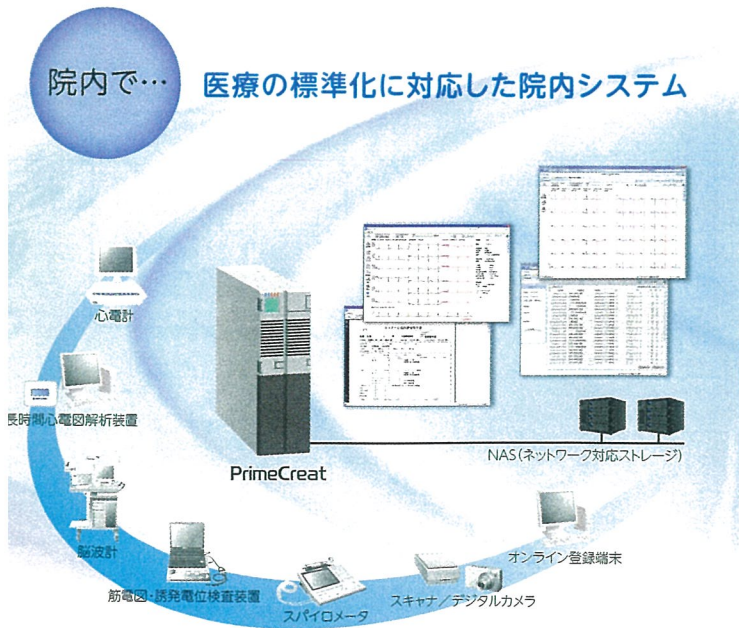 院内で…
医療の標準化に対応した院内システム
心電計
長時間心電図解析装置
PrimeCreat
NAS(ネットワーク対応ストレージ)
脳波計
筋電図・誘発電位検査装置
スパイロメータ
スキャナ/デジタルカメラ
オンライン登録端末